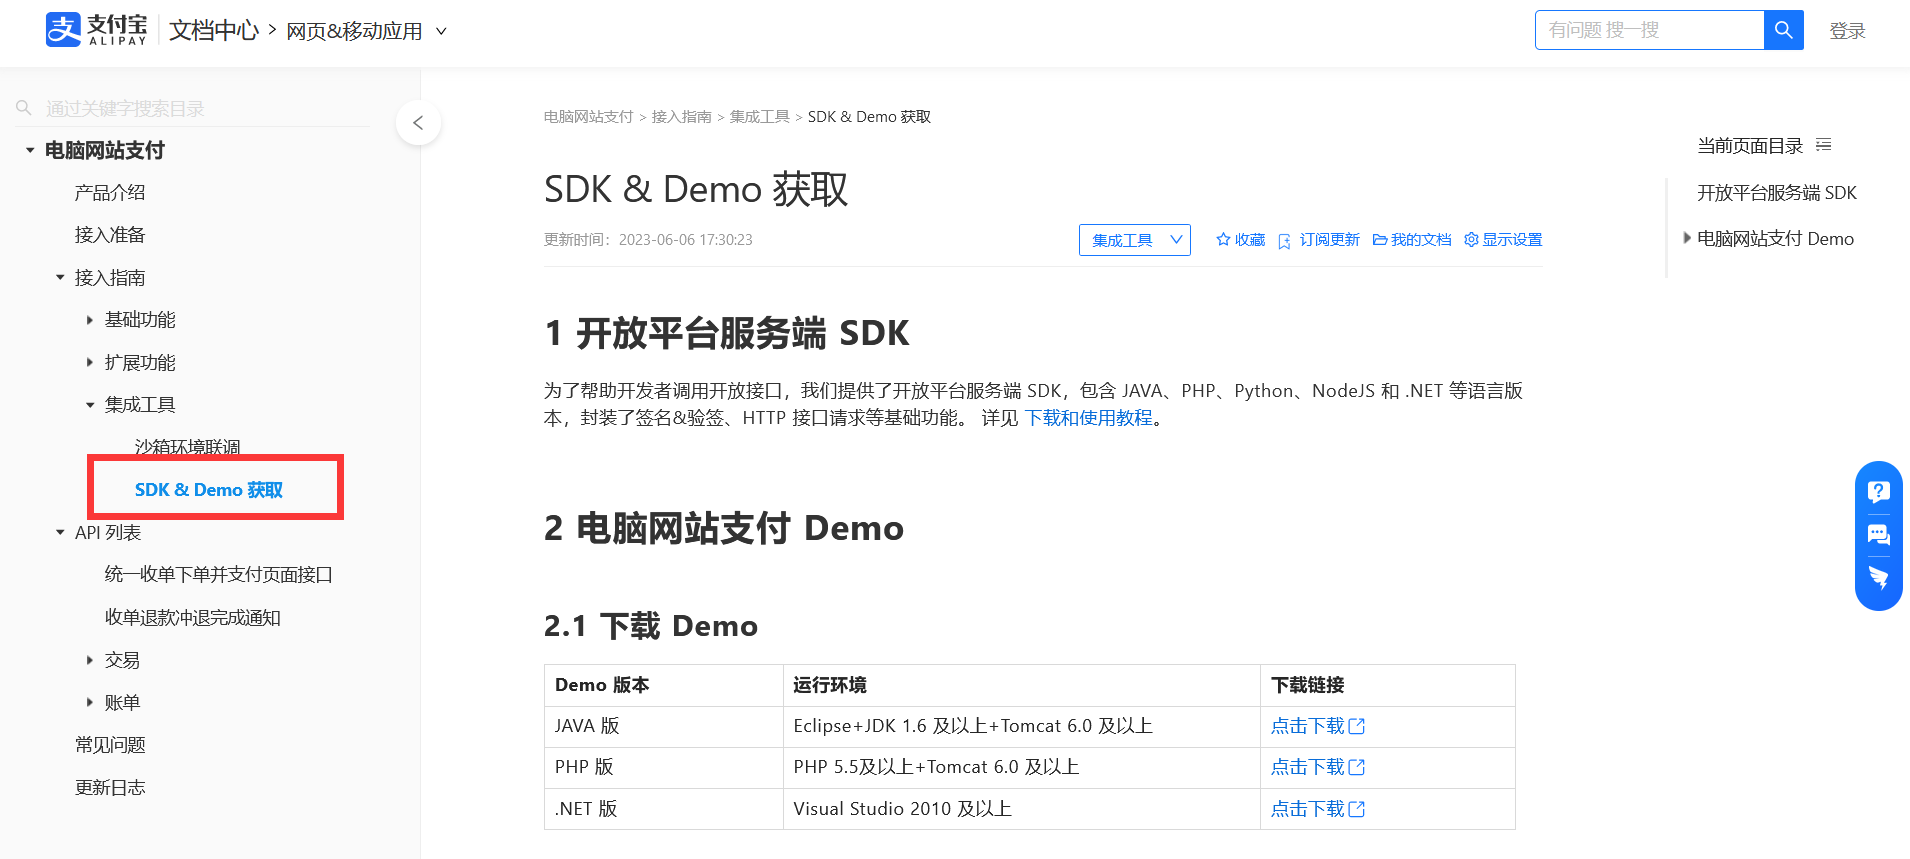 支付宝
ALIPAY
文档中心 > 网页&移动应用
有问题 搜一搜
登录
通过关键字搜索目录
电脑网站支付
产品介绍
接入准备
接入指南
基础功能
扩展功能
集成工具
沙箱环境联调
SDK & Demo 获取
API 列表
统一收单下单并支付页面接口
收单退款冲退完成通知
交易
账单
常见问题
更新日志
电脑网站支付 > 接入指南 > 集成工具 > SDK & Demo 获取
SDK & Demo 获取
更新时间：2023-06-06 17:30:23
集成工具
收藏
订阅更新
我的文档
显示设置
1 开放平台服务端 SDK
为了帮助开发者调用开放接口，我们提供了开放平台服务端 SDK，包含 JAVA、PHP、Python、NodeJS 和 .NET 等语言版
本，封装了签名&验签、HTTP 接口请求等基础功能。 详见 下载和使用教程。
2 电脑网站支付 Demo
2.1 下载 Demo
Demo 版本 运行环境 下载链接
JAVA 版 Eclipse+JDK 1.6 及以上+Tomcat 6.0 及以上 点击下载
PHP 版 PHP 5.5及以上+Tomcat 6.0 及以上 点击下载
.NET 版 Visual Studio 2010 及以上 点击下载
当前页面目录
开放平台服务端 SDK
电脑网站支付 Demo